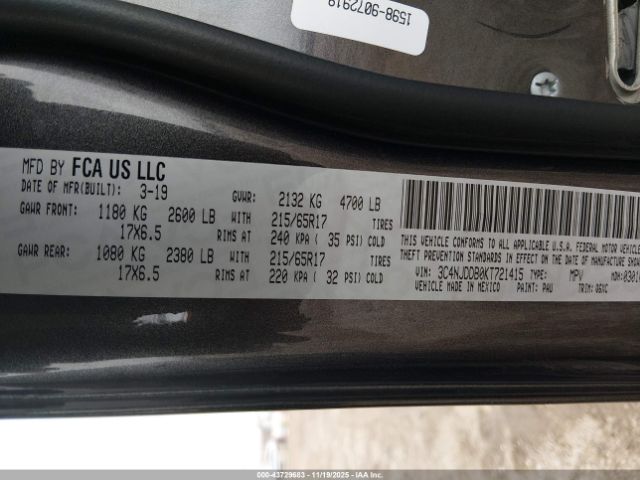 1598-9072919
MFD BY FCA US LLC
DATE OF MFR(BUILT): 3-19 GVWR: 2132 KG 4700 LB
GAWR FRONT: 1180 KG 2600 LB WITH 215/65R17 TIRES
17X6.5 RIMS AT 240 KPA ( 35 PSI) COLD
GAWR REAR: 1080 KG 2380 LB WITH 215/65R17 TIRES
17X6.5 RIMS AT 220 KPA ( 32 PSI) COLD
THIS VEHICLE CONFORMS TO ALL APPLICABLE U.S.A. FEDERAL MOTOR VEHICLE
THEFT PREVENTION STANDARDS IN EFFECT ON THE DATE OF MANUFACTURE SHOWN
VIN: 3C4NJDDB0KT721415 TYPE: MPV MDH:
VEHICLE MADE IN MEXICO PAINT: PAU TRIM:
000-43729683 - 11/19/2025 - IAAI.com